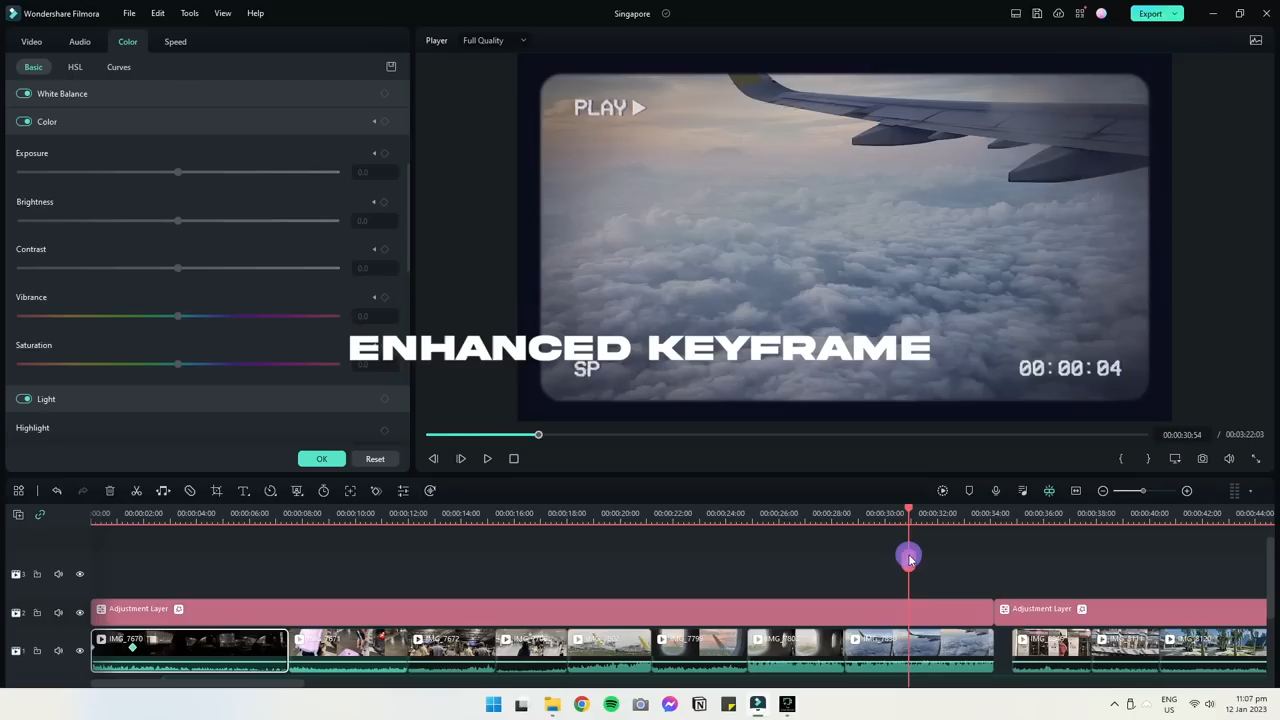 Wondershare Filmora File Edit Tools View Help Singapore Export
Video Audio Color Speed Player Full Quality
Basic HSL Curves
White Balance
Color
Exposure
0.0
Brightness
0.0
Contrast
0.0
Vibrance
0.0
Saturation
0.0
Light
Highlight
OK Reset
PLAY
ENHANCED KEYFRAME
SP 00:00:04
00:00:30:54 / 00:03:22:03
00:00 00:00:02:00 00:00:04:00 00:00:06:00 00:00:08:00 00:00:10:00 00:00:12:00 00:00:14:00 00:00:16:00 00:00:18:00 00:00:20:00 00:00:22:00 00:00:24:00 00:00:26:00 00:00:28:00 00:00:30:00 00:00:32:00 00:00:34:00 00:00:36:00 00:00:38:00 00:00:40:00 00:00:42:00 00:00:44:00
3
2 Adjustment Layer Adjustment Layer
IMG_7670 IMG_7672 IMG_7799
ENG
US
11:07 pm
12 Jan 2023